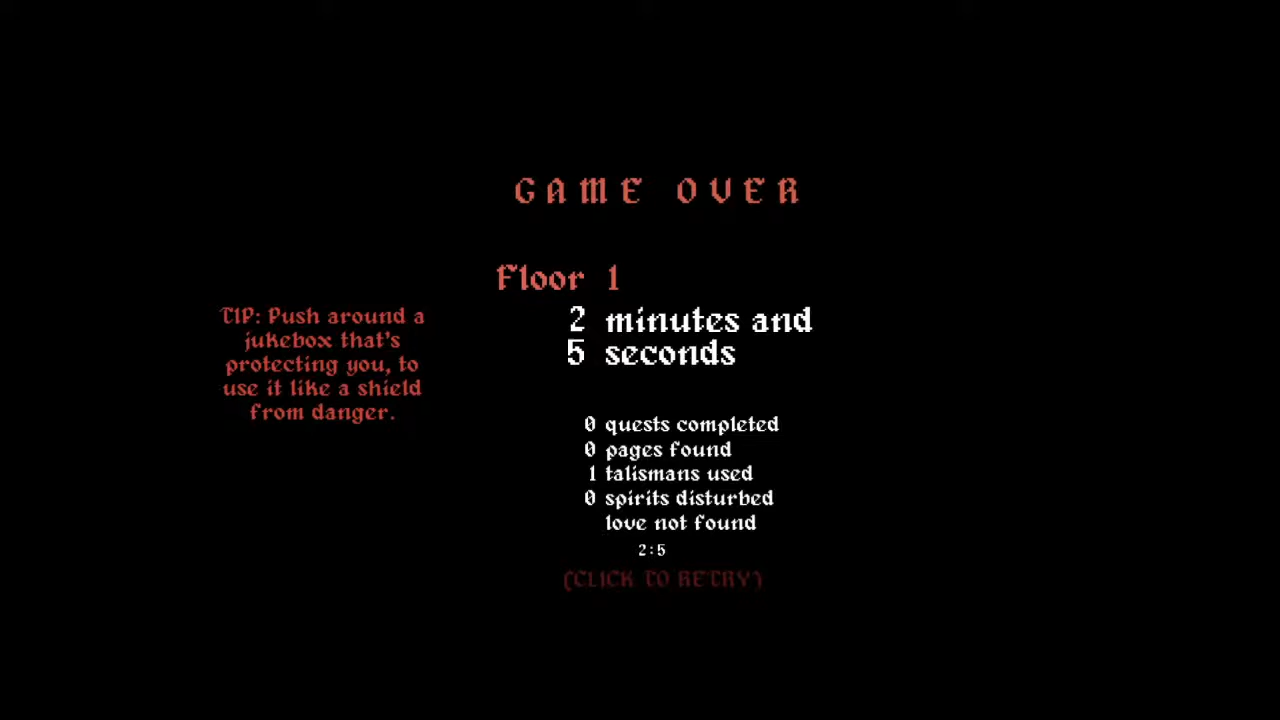 GAME OVER
Floor 1
2 minutes and
5 seconds
TIP: Push around a
jukebox that's
protecting you, to
use it like a shield
from danger.
0 quests completed
0 pages found
1 talismans used
0 spirits disturbed
love not found
2:5
(CLICK TO RETRY)